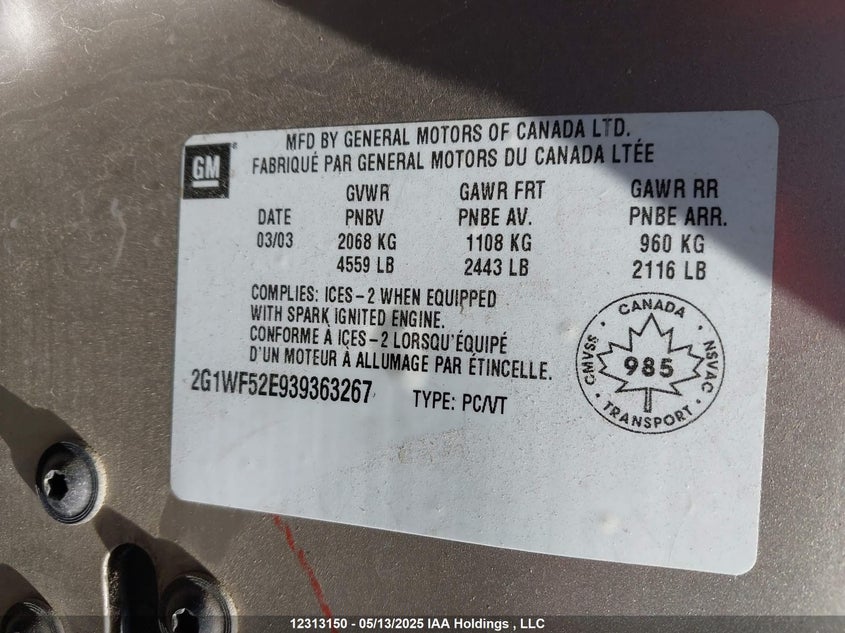 MFD BY GENERAL MOTORS OF CANADA LTD.
FABRIQUÉ PAR GENERAL MOTORS DU CANADA LTÉE
GM
GVWR GAWR FRT GAWR RR
DATE PNBV PNBE AV. PNBE ARR.
03/03 2068 KG 1108 KG 960 KG
4559 LB 2443 LB 2116 LB
COMPLIES: ICES-2 WHEN EQUIPPED
WITH SPARK IGNITED ENGINE.
CONFORME À ICES-2 LORSQU'ÉQUIPÉ
D'UN MOTEUR À ALLUMAGE PAR ÉTINCELLE.
2G1WF52E939363267 TYPE: PC/VT
CANADA
CMVSS 985 NSVAC
TRANSPORT
12313150 - 05/13/2025 IAA Holdings , LLC